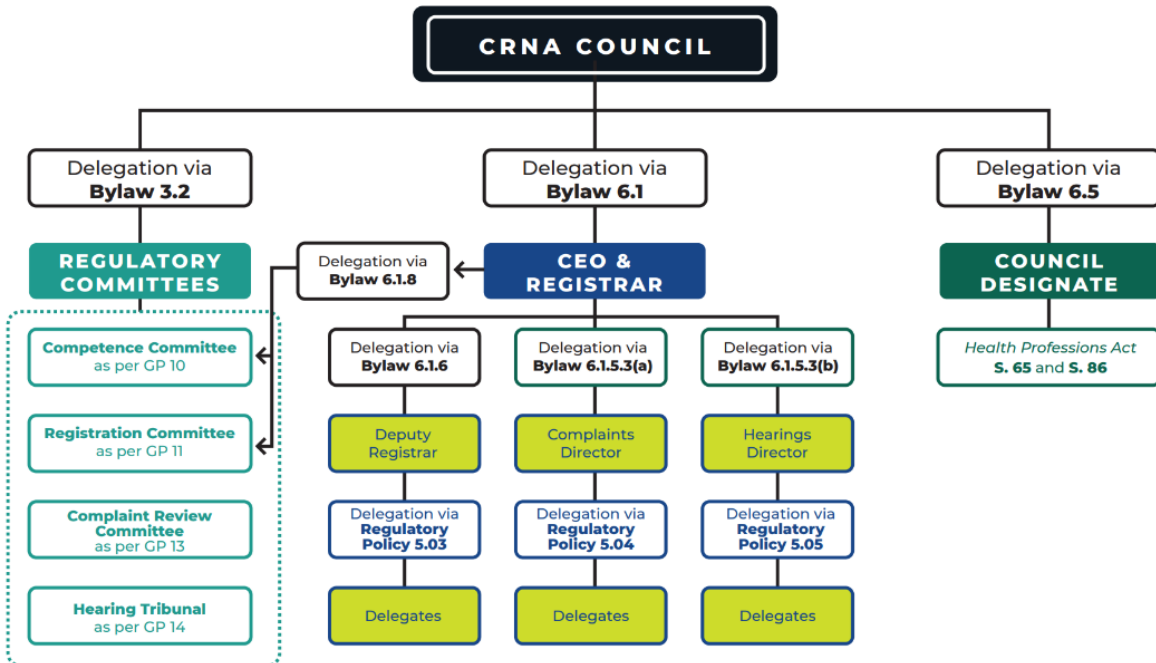 CRNA COUNCIL
Delegation via
Bylaw 3.2
Delegation via
Bylaw 6.1
Delegation via
Bylaw 6.5
REGULATORY
COMMITTEES
Delegation via
Bylaw 6.1.8
CEO &
REGISTRAR
COUNCIL
DESIGNATE
Competence Committee
as per GP 10
Registration Committee
as per GP 11
Complaint Review
Committee
as per GP 13
Hearing Tribunal
as per GP 14
Delegation via
Bylaw 6.1.6
Deputy
Registrar
Delegation via
Regulatory
Policy 5.03
Delegates
Delegation via
Bylaw 6.1.5.3(a)
Complaints
Director
Delegation via
Regulatory
Policy 5.04
Delegates
Delegation via
Bylaw 6.1.5.3(b)
Hearings
Director
Delegation via
Regulatory
Policy 5.05
Delegates
Health Professions Act
S. 65 and S. 86